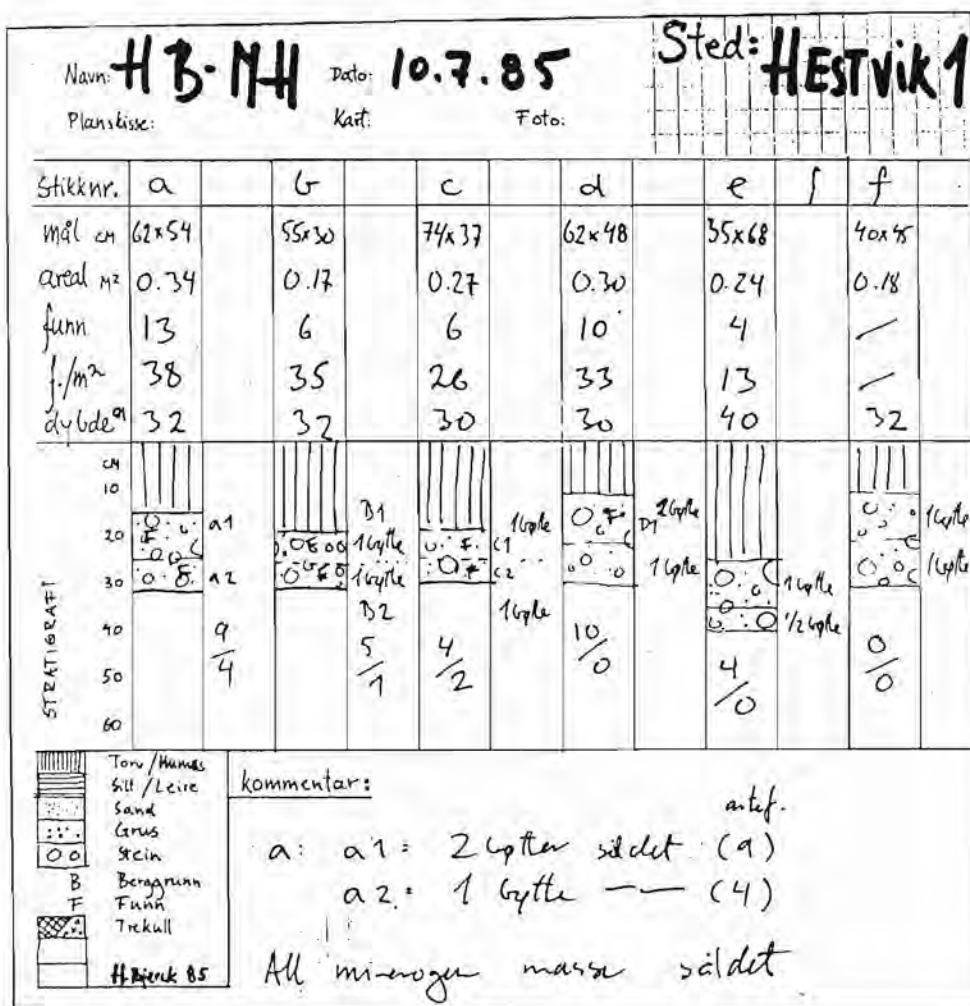 Navn: HB-MH Dato: 10.7.85 Sted: HESTVIK 1
Planskisse: Kart: Foto:
Stikknr. a b c d e f
mål cm 62x54 55x30 74x37 62x48 35x68 40x45
areal M² 0.34 0.17 0.27 0.30 0.24 0.18
funn 13 6 6 10 4 —
f./m² 38 35 26 33 13 —
dybde 32 32 30 30 40 32
STRATIGRAFI
CM
10
20 a1 B1 1 bytte 1 bytte C1 D1 2 bytte 1 bytte
30 a2 1 bytte C2 1 bytte 1 bytte 1 bytte
40 B2 1 bytte 1/2 bytte
50 9/4 5/1 4/2 10/0 4/0 0/0
60
Torv/Humus
Silt/Leire
Sand
Grus
Stein
B Berggrunn
F Funn
Trekull
H.Bjerck 85
kommentar:
artef.
a: a1: 2 bytter såldet (9)
a2: 1 bytte —— (4)
All minerogen masse såldet